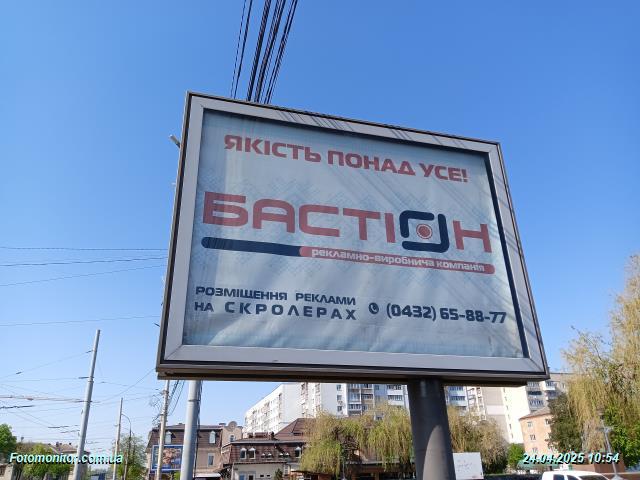 ЯКІСТЬ ПОНАД УСЕ!
БАСТІОН
рекламно-виробнича компанія
РОЗМІЩЕННЯ РЕКЛАМИ
НА СКРОЛЕРАХ (0432) 65-88-77
Fotomonitor.com.ua 24.04.2025 10:54